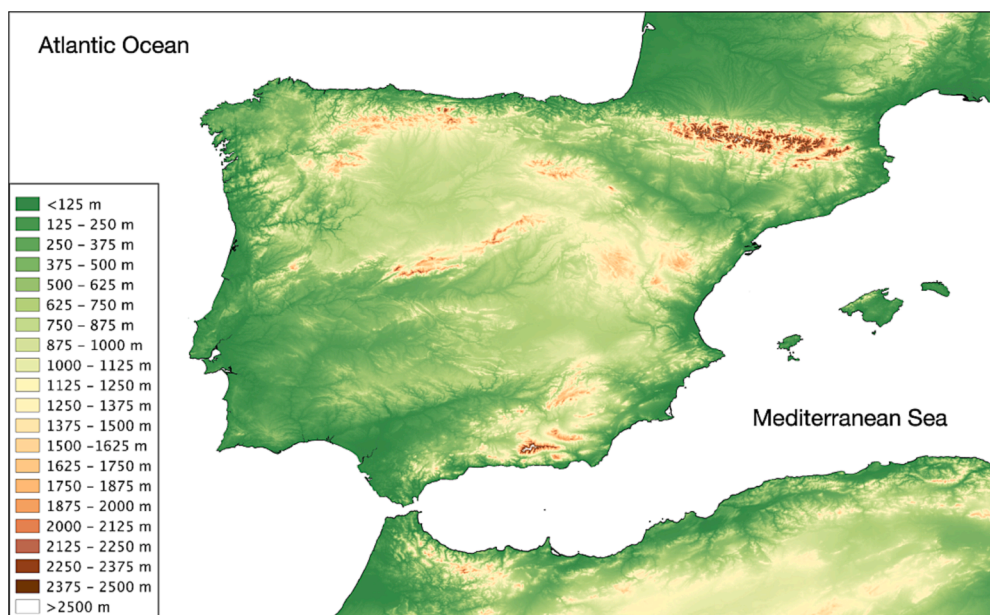 Atlantic Ocean
<125 m
125 – 250 m
250 – 375 m
375 – 500 m
500 – 625 m
625 – 750 m
750 – 875 m
875 – 1000 m
1000 – 1125 m
1125 – 1250 m
1250 – 1375 m
1375 – 1500 m
1500 –1625 m
1625 – 1750 m
1750 – 1875 m
1875 – 2000 m
2000 – 2125 m
2125 – 2250 m
2250 – 2375 m
2375 – 2500 m
>2500 m
Mediterranean Sea